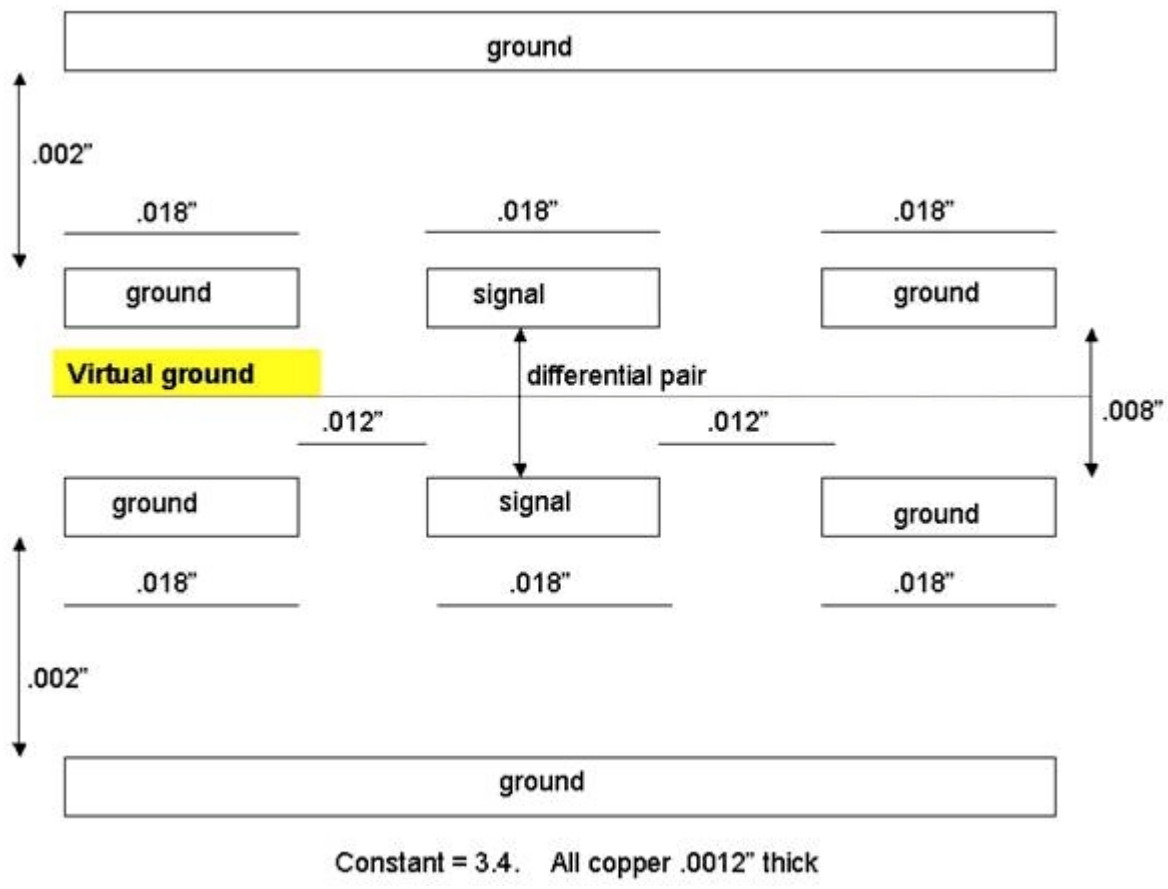 ground
.002”
.018” .018” .018”
ground signal ground
Virtual ground
differential pair
.008”
.012” .012”
ground signal ground
.018” .018” .018”
.002”
ground
Constant = 3.4. All copper .0012” thick